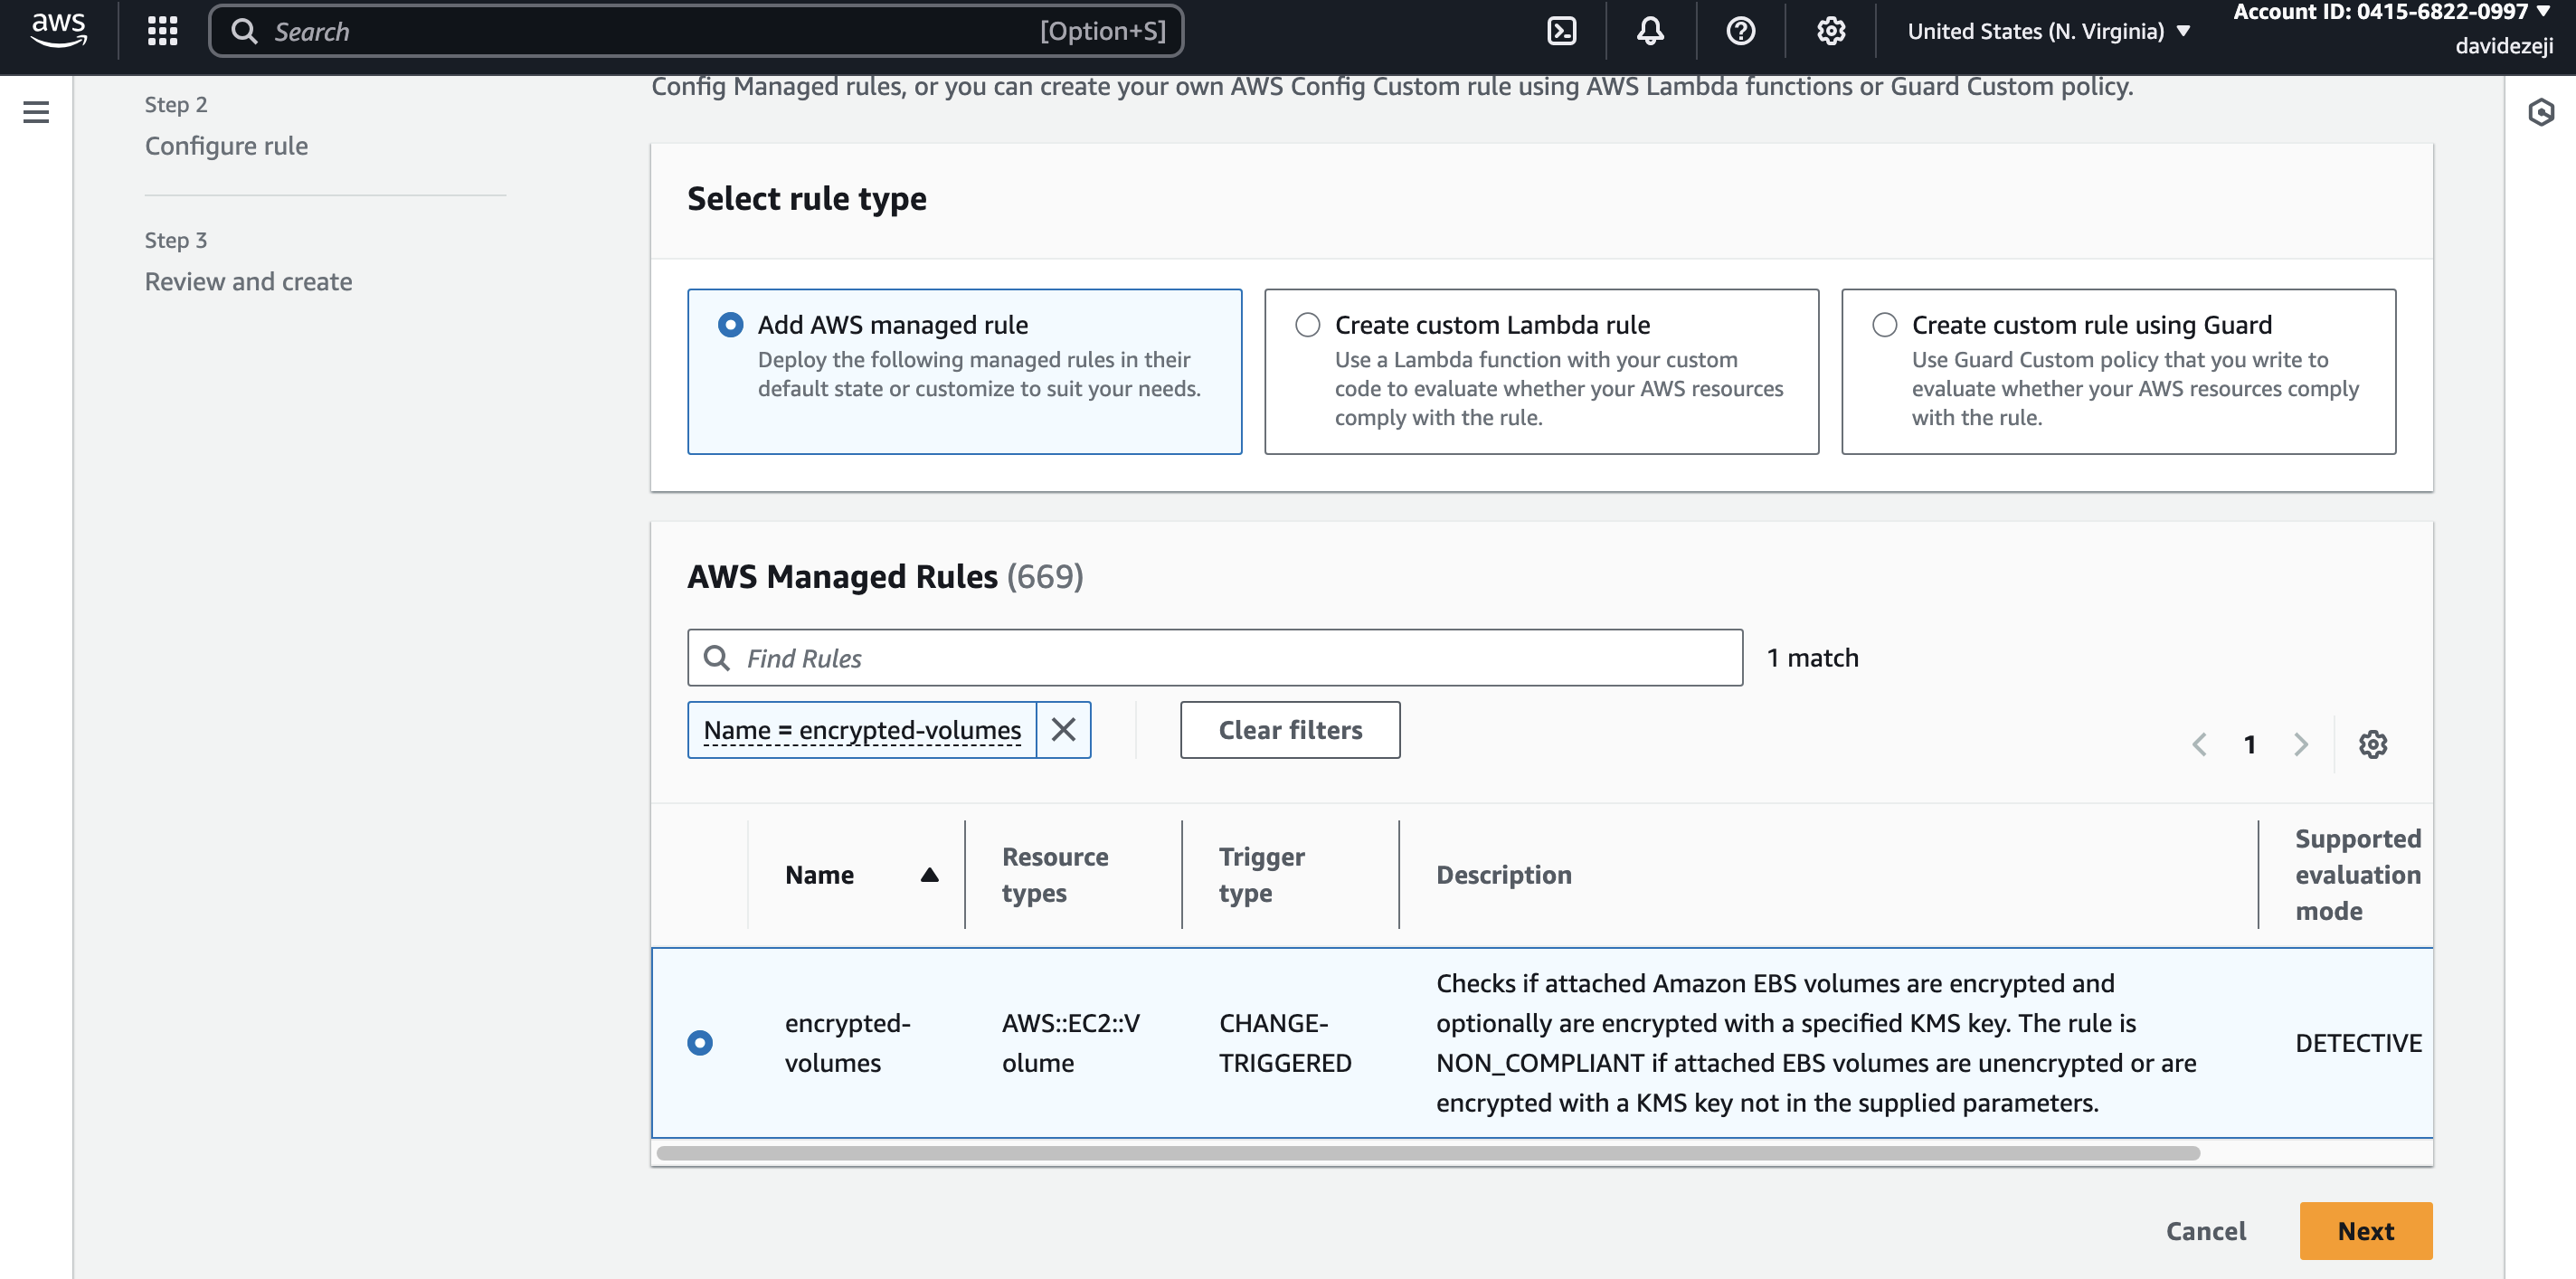 aws
Search
[Option+S]
United States (N. Virginia)
Account ID: 0415-6822-0997
davidezeji
Step 2
Configure rule
Step 3
Review and create
Config Managed rules, or you can create your own AWS Config Custom rule using AWS Lambda functions or Guard Custom policy.
Select rule type
Add AWS managed rule
Deploy the following managed rules in their
default state or customize to suit your needs.
Create custom Lambda rule
Use a Lambda function with your custom
code to evaluate whether your AWS resources
comply with the rule.
Create custom rule using Guard
Use Guard Custom policy that you write to
evaluate whether your AWS resources comply
with the rule.
AWS Managed Rules (669)
Find Rules
1 match
Name = encrypted-volumes
Clear filters
1
Name
Resource
types
Trigger
type
Description
Supported
evaluation
mode
encrypted-
volumes
AWS::EC2::V
olume
CHANGE-
TRIGGERED
Checks if attached Amazon EBS volumes are encrypted and
optionally are encrypted with a specified KMS key. The rule is
NON_COMPLIANT if attached EBS volumes are unencrypted or are
encrypted with a KMS key not in the supplied parameters.
DETECTIVE
Cancel
Next